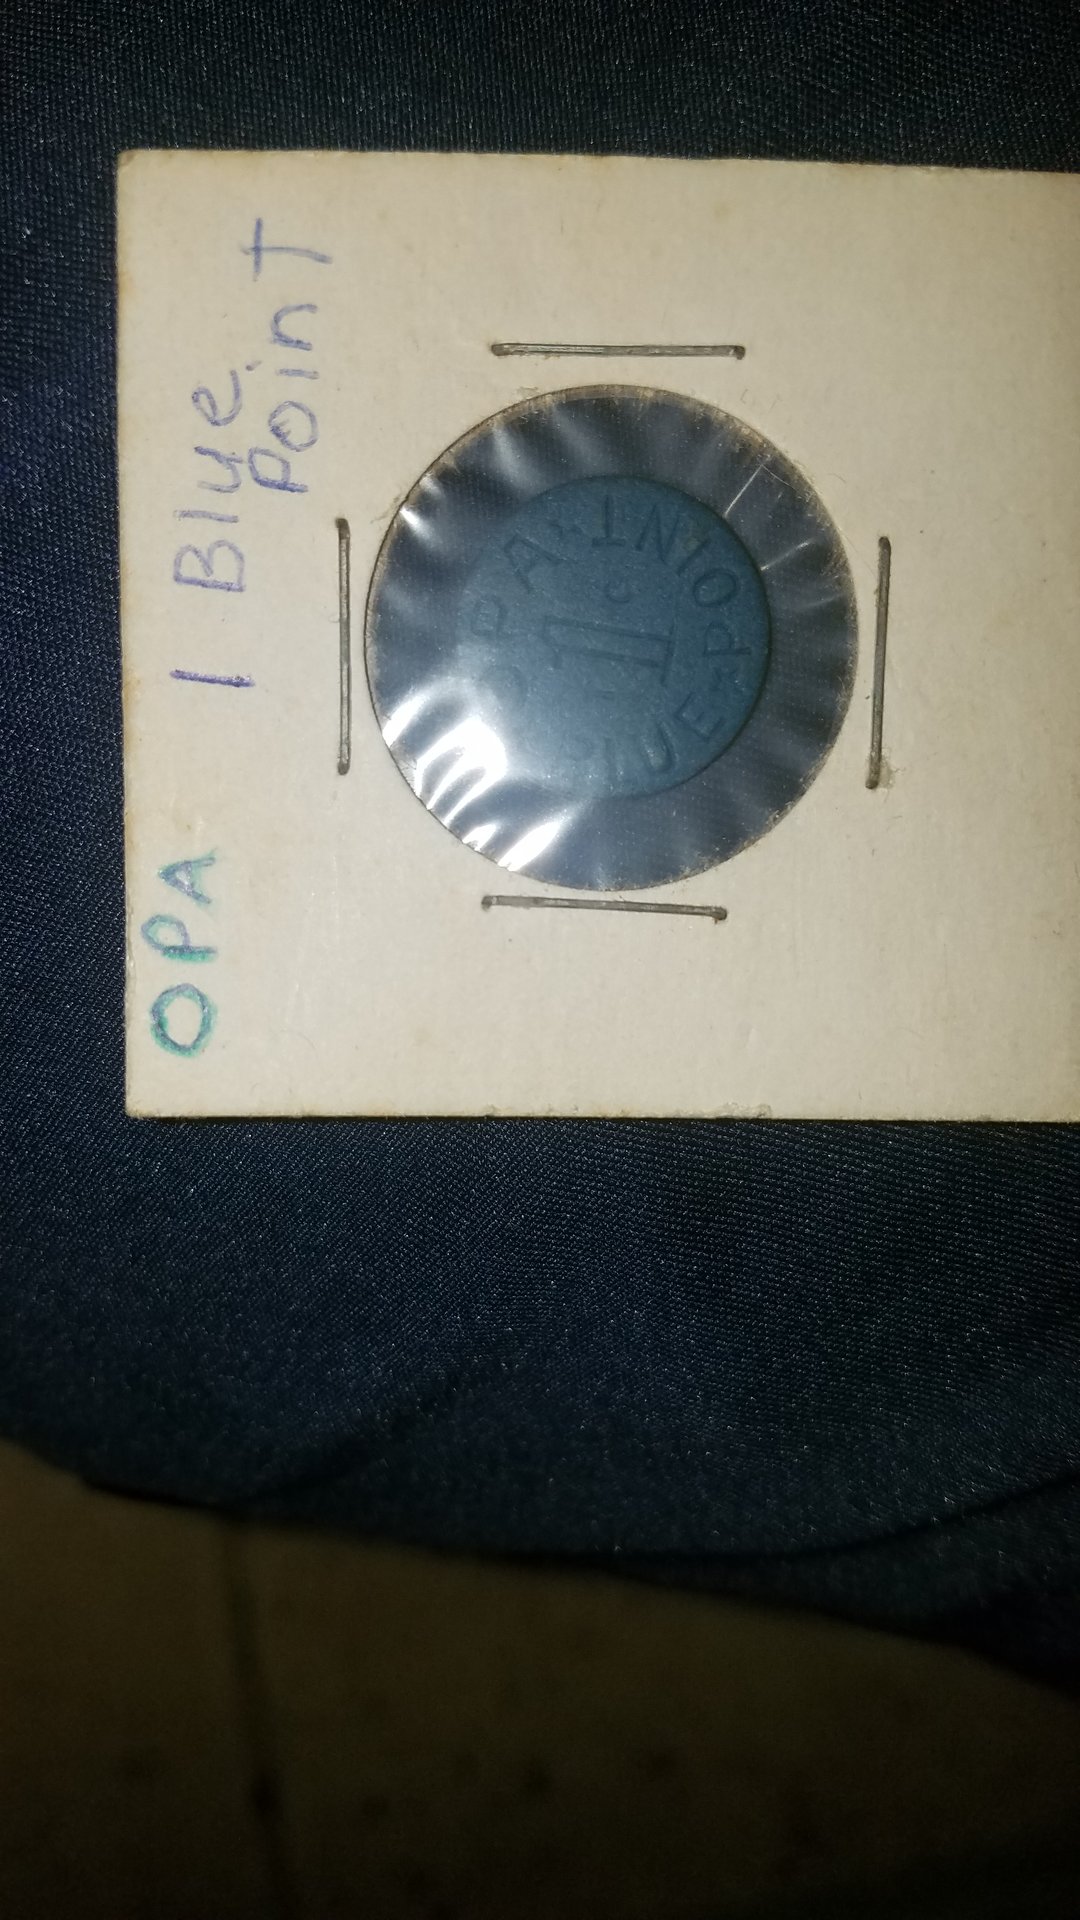 OPA 1 Blue
Point
OPA 1 BLUE POINT
C